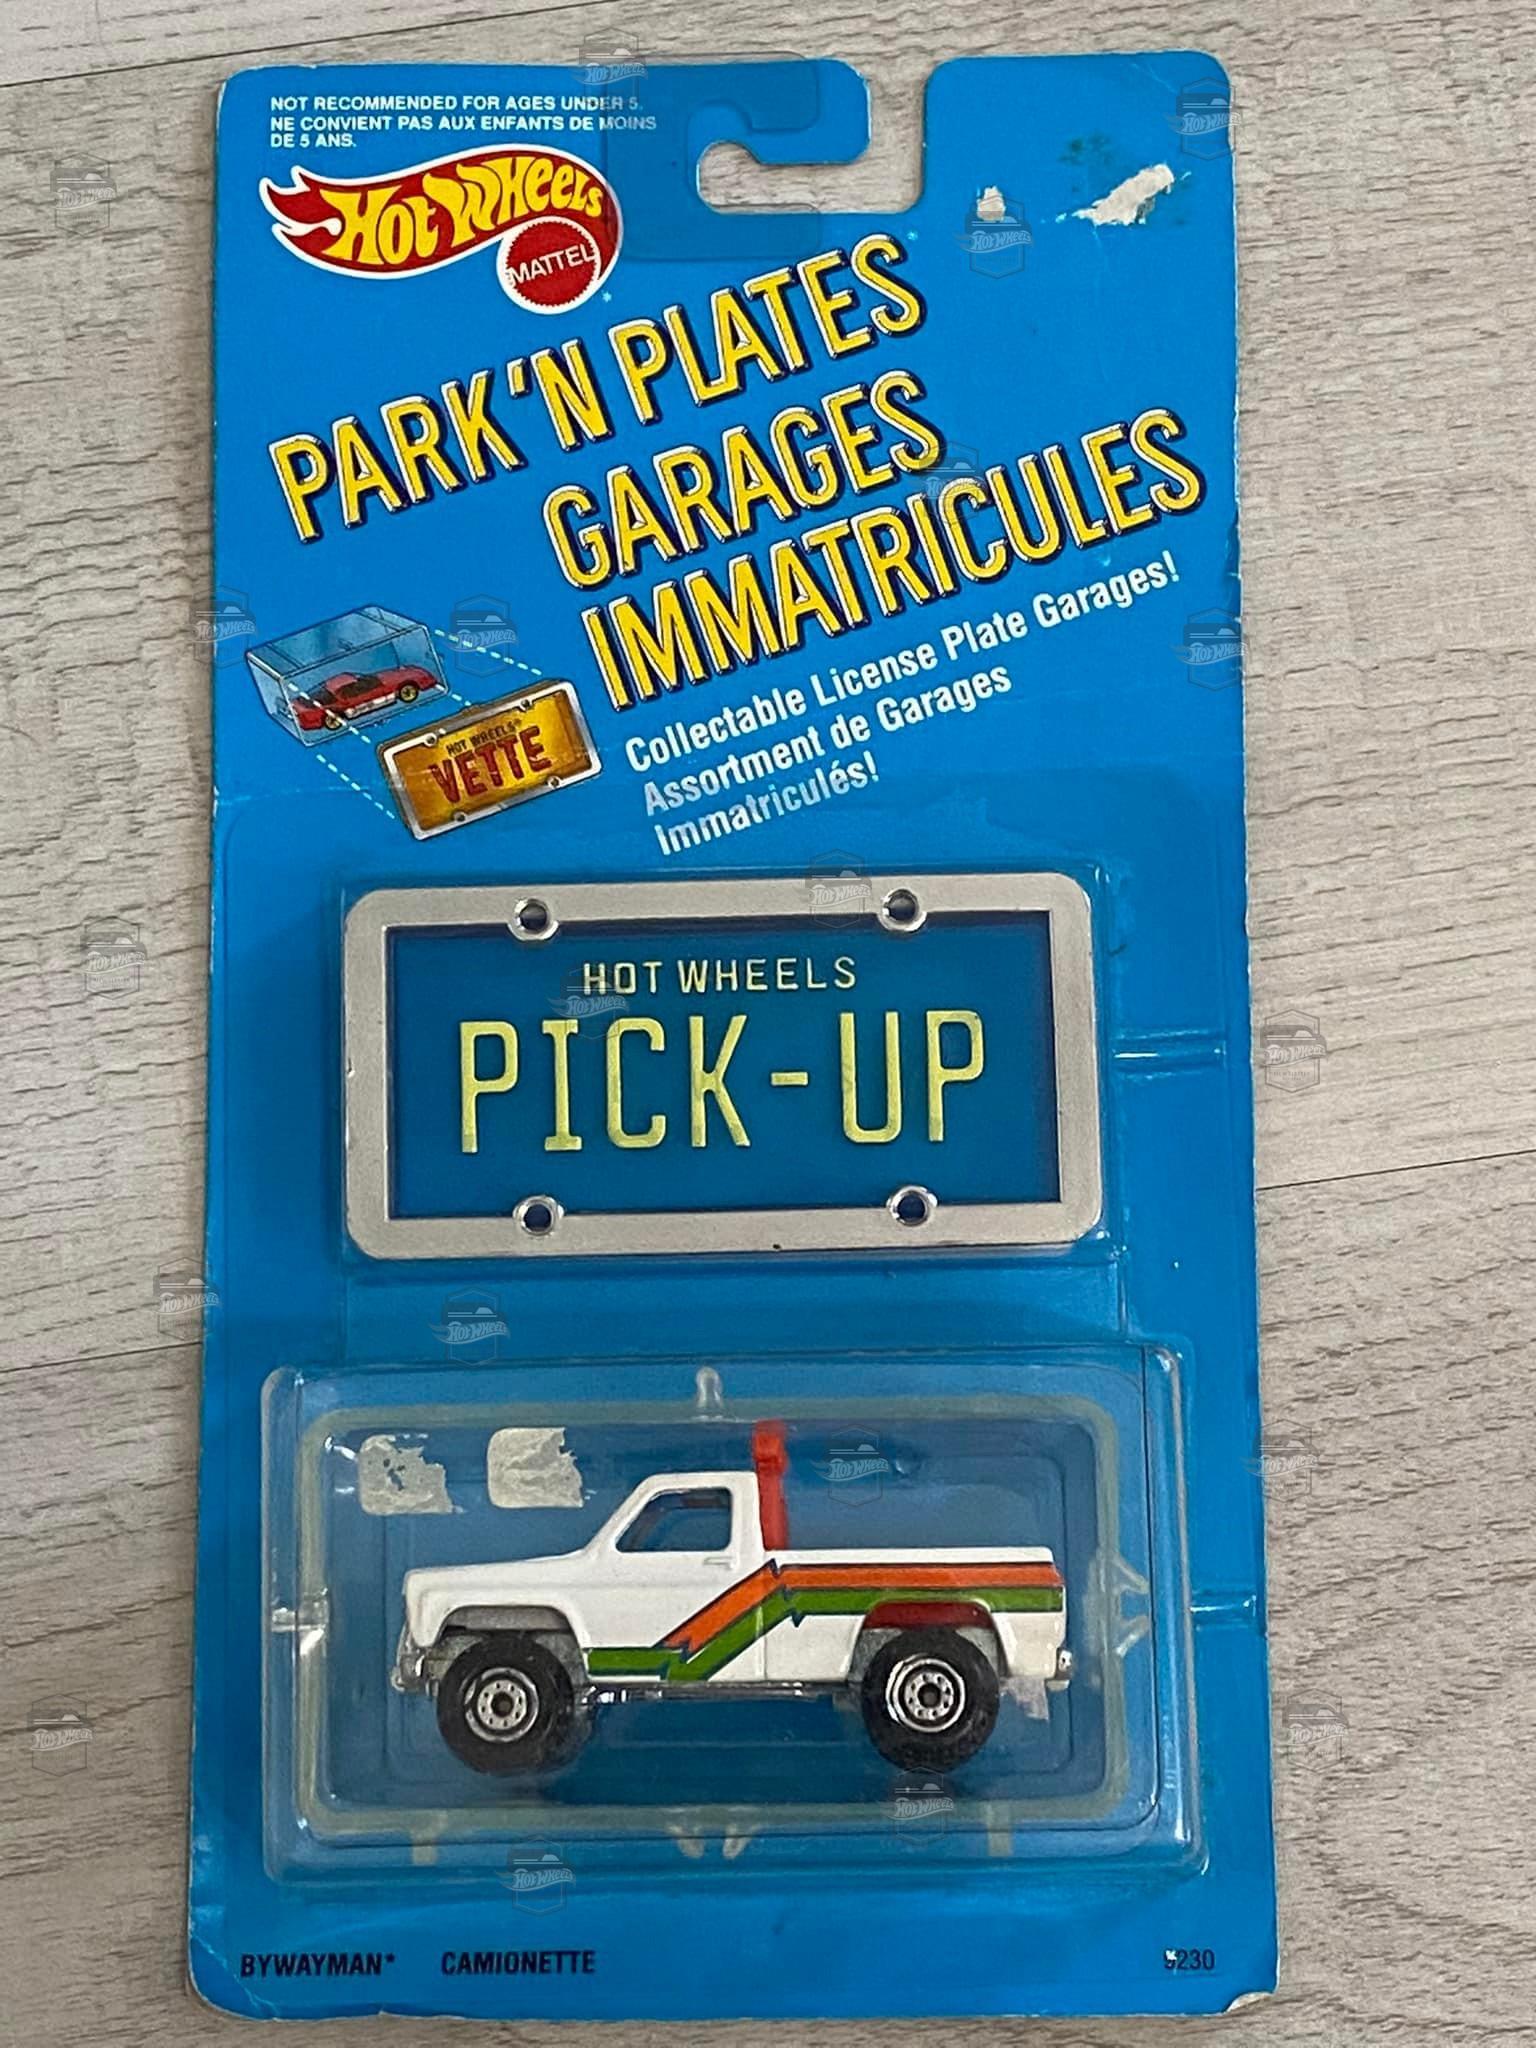 NOT RECOMMENDED FOR AGES UNDER 5.
NE CONVIENT PAS AUX ENFANTS DE MOINS
DE 5 ANS.
HOT WHEELS
MATTEL
PARK 'N PLATES
GARAGES
IMMATRICULES
Collectable License Plate Garages!
Assortment de Garages
Immatriculés!
HOT WHEELS®
VETTE
HOT WHEELS
PICK-UP
BYWAYMAN* CAMIONETTE
9230